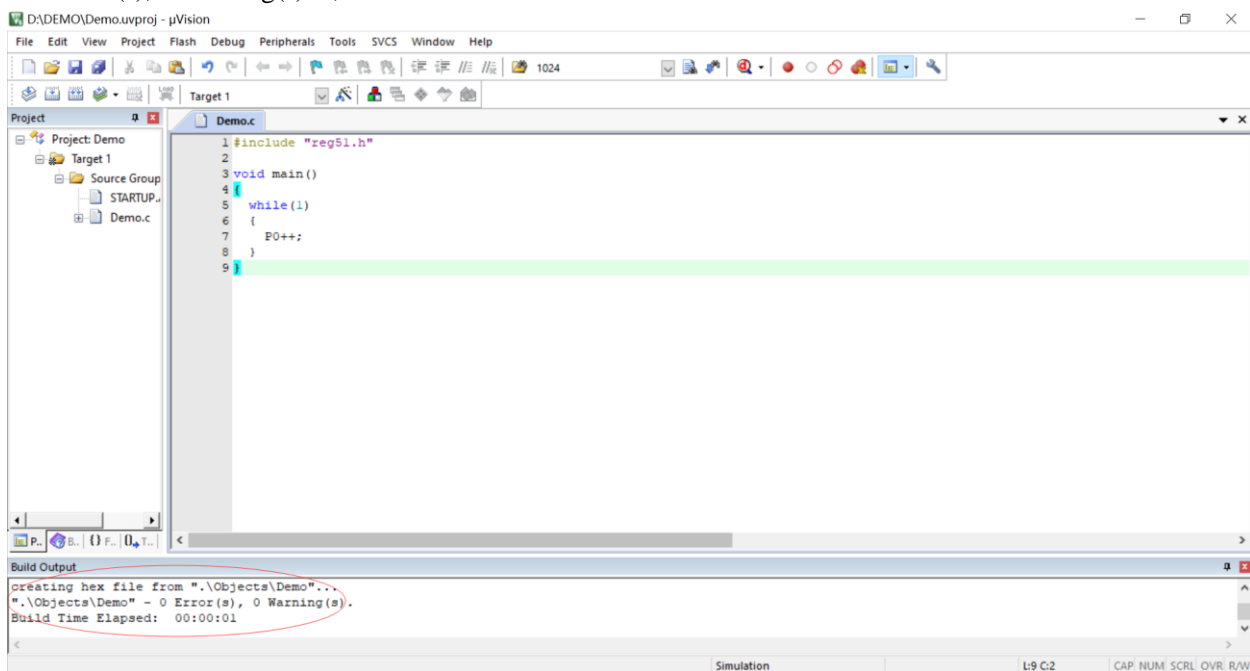 D:\DEMO\Demo.uvproj - µVision
File Edit View Project Flash Debug Peripherals Tools SVCS Window Help
1024
LOAD Target 1
Project
Demo.c
Project: Demo
Target 1
Source Group
STARTUP.
Demo.c
1 #include "reg51.h"
2
3 void main()
4 {
5 while(1)
6 {
7 P0++;
8 }
9 }
P.. B.. {} F.. 0 T..
Build Output
creating hex file from ".\Objects\Demo"...
".\Objects\Demo" - 0 Error(s), 0 Warning(s).
Build Time Elapsed: 00:00:01
Simulation L:9 C:2 CAP NUM SCRL OVR R/W